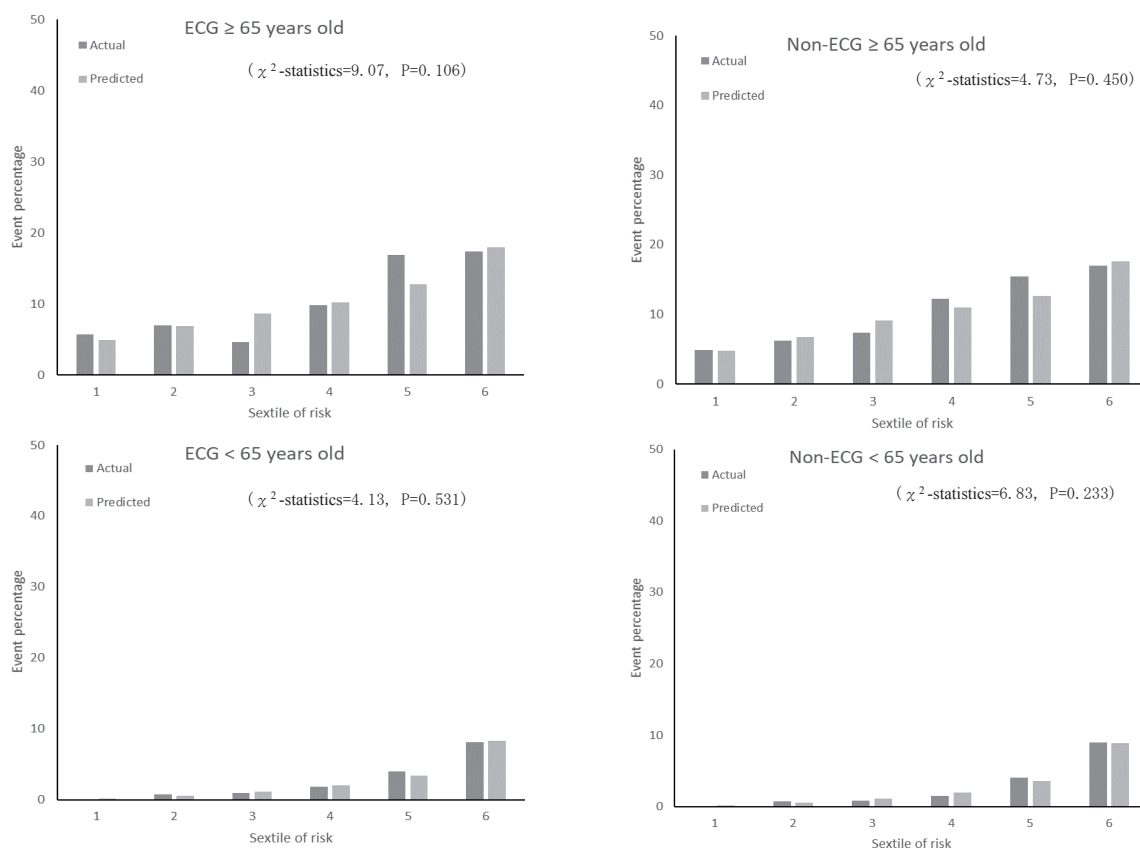 ECG ≥ 65 years old
Actual
Predicted
(χ²-statistics=9.07, P=0.106)
50
40
30
20
10
0
Event percentage
1 2 3 4 5 6
Sextile of risk
Non-ECG ≥ 65 years old
Actual
Predicted
(χ²-statistics=4.73, P=0.450)
50
40
30
20
10
0
Event percentage
1 2 3 4 5 6
Sextile of risk
ECG < 65 years old
Actual
Predicted
(χ²-statistics=4.13, P=0.531)
50
40
30
20
10
0
Event percentage
1 2 3 4 5 6
Sextile of risk
Non-ECG < 65 years old
Actual
Predicted
(χ²-statistics=6.83, P=0.233)
50
40
30
20
10
0
Event percentage
1 2 3 4 5 6
Sextile of risk